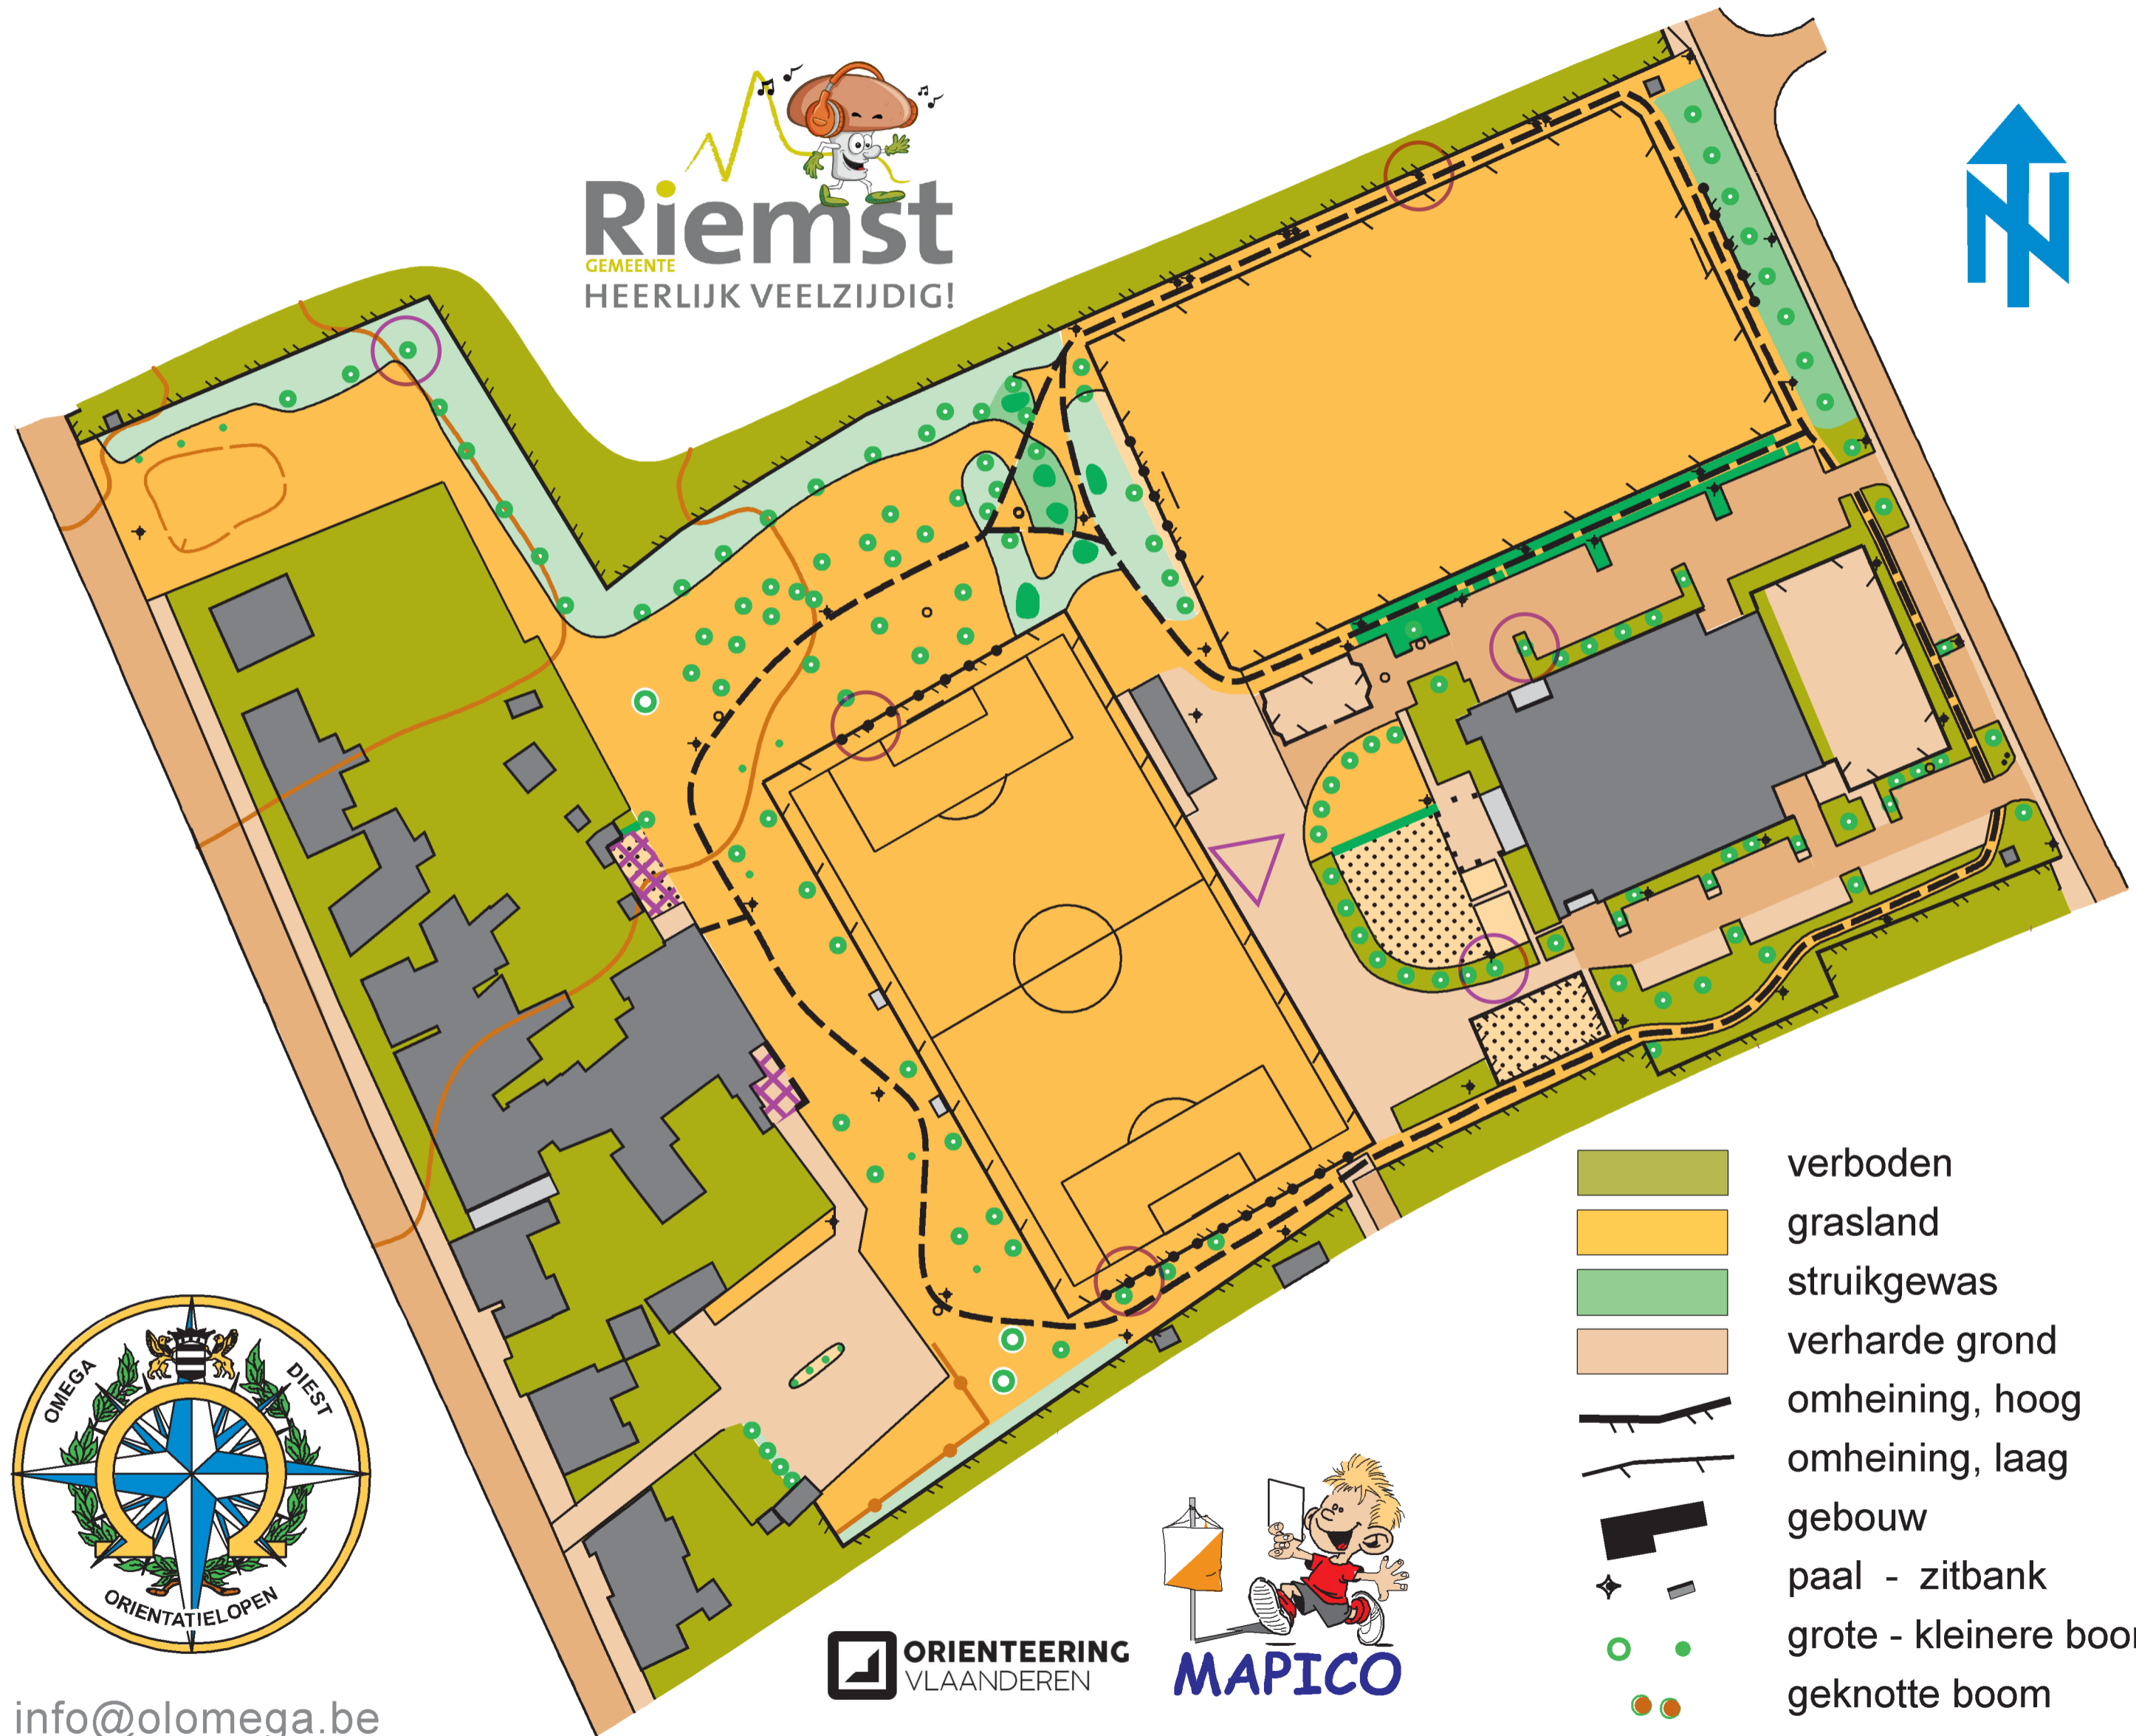 Riemst
GEMEENTE
HEERLIJK VEELZIJDIG!
N
verboden
grasland
struikgewas
verharde grond
omheining, hoog
omheining, laag
gebouw
paal - zitbank
grote - kleinere boom
geknotte boom
OMEGA DIEST
ORIENTATIELOPEN
ORIENTEERING
VLAANDEREN
MAPICO
info@olomega.be